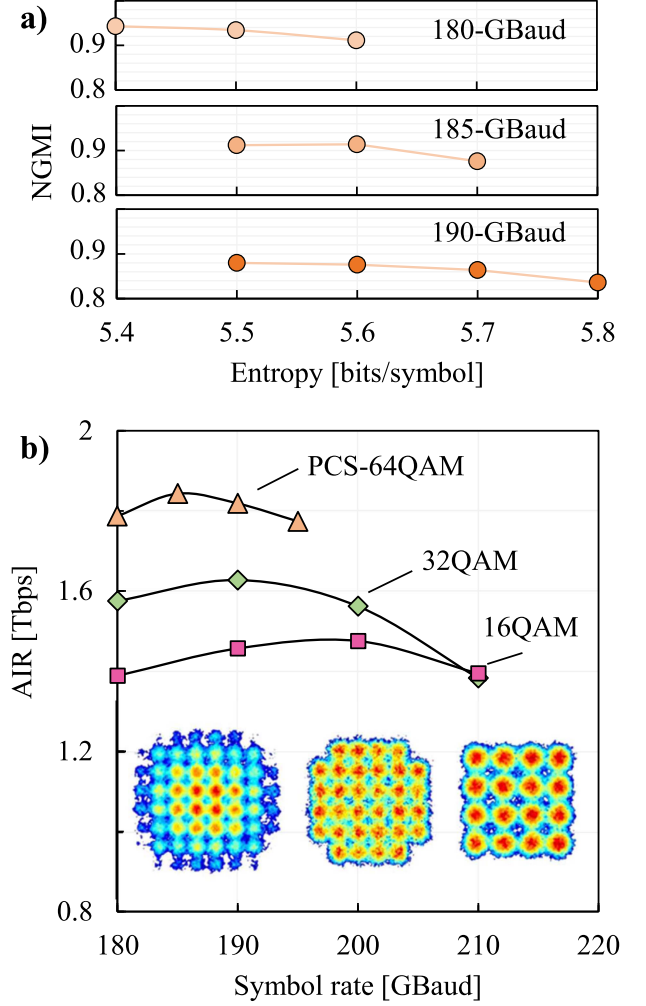 a)
180-GBaud
0.9
0.8
185-GBaud
0.9
0.8
190-GBaud
0.9
0.8
NGMI
5.4 5.5 5.6 5.7 5.8
Entropy [bits/symbol]
b)
2
PCS-64QAM
32QAM
1.6
16QAM
AIR [Tbps]
1.2
0.8
180 190 200 210 220
Symbol rate [GBaud]